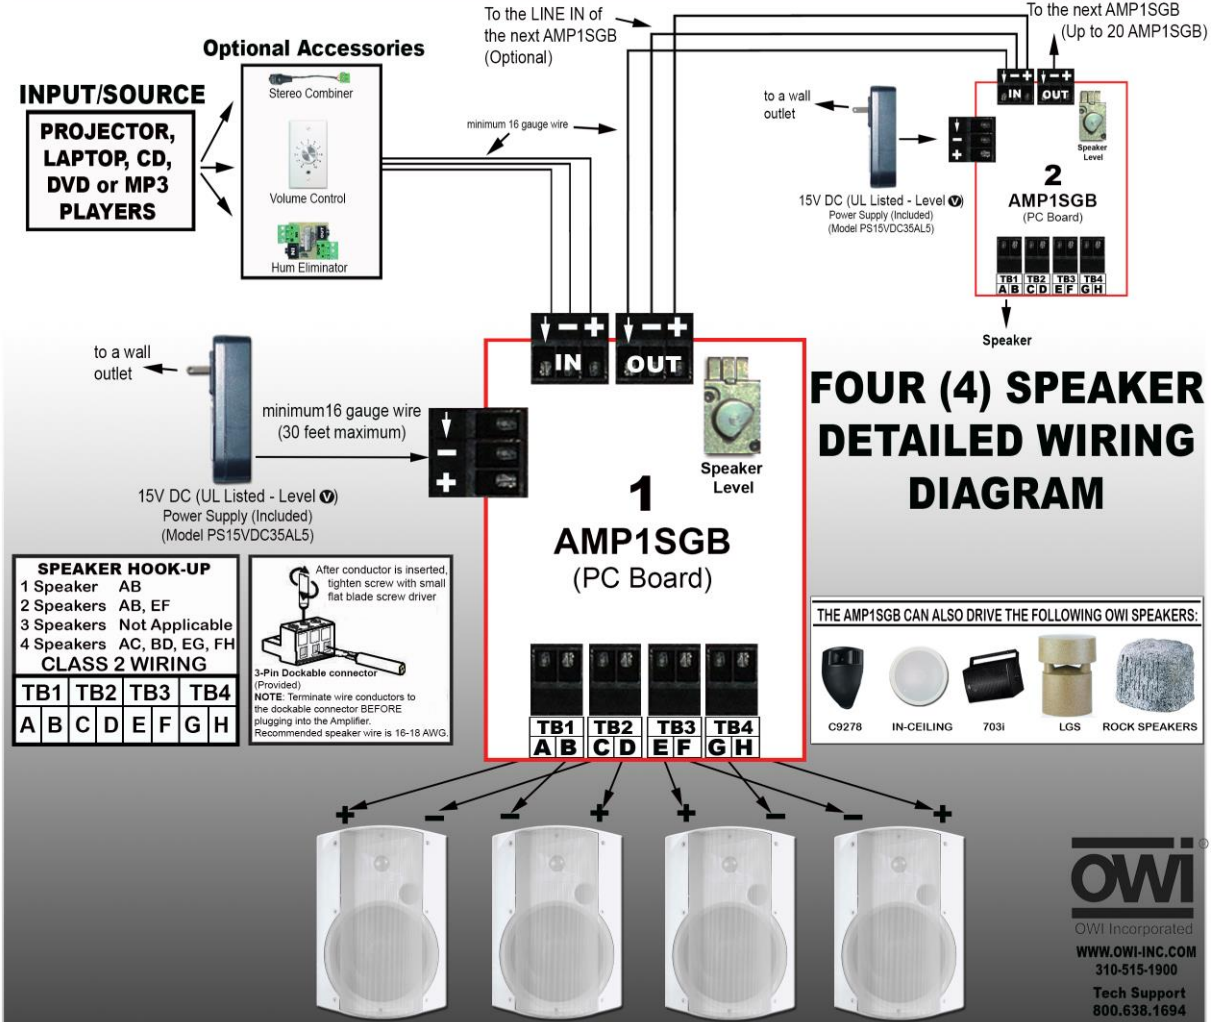 To the LINE IN of
the next AMP1SGB
(Optional)
To the next AMP1SGB
(Up to 20 AMP1SGB)
Optional Accessories
Stereo Combiner
Volume Control
Hum Eliminator
INPUT/SOURCE
PROJECTOR,
LAPTOP, CD,
DVD or MP3
PLAYERS
minimum 16 gauge wire
to a wall
outlet
15V DC (UL Listed - Level V)
Power Supply (Included)
(Model PS15VDC35AL5)
− +
IN
− +
OUT
−
+
Speaker
Level
2
AMP1SGB
(PC Board)
TB1 TB2 TB3 TB4
A B C D E F G H
Speaker
to a wall
outlet
minimum16 gauge wire
(30 feet maximum)
15V DC (UL Listed - Level V)
Power Supply (Included)
(Model PS15VDC35AL5)
− +
IN
− +
OUT
−
+
Speaker
Level
1
AMP1SGB
(PC Board)
TB1 TB2 TB3 TB4
A B C D E F G H
+ − − + + − − +
FOUR (4) SPEAKER
DETAILED WIRING
DIAGRAM
SPEAKER HOOK-UP
1 Speaker AB
2 Speakers AB, EF
3 Speakers Not Applicable
4 Speakers AC, BD, EG, FH
CLASS 2 WIRING
TB1 TB2 TB3 TB4
A B C D E F G H
After conductor is inserted,
tighten screw with small
flat blade screw driver
3-Pin Dockable connector
(Provided)
NOTE: Terminate wire conductors to
the dockable connector BEFORE
plugging into the Amplifier.
Recommended speaker wire is 16-18 AWG.
THE AMP1SGB CAN ALSO DRIVE THE FOLLOWING OWI SPEAKERS:
C9278 IN-CEILING 703i LGS ROCK SPEAKERS
OWI ®
OWI Incorporated
WWW.OWI-INC.COM
310-515-1900
Tech Support
800.638.1694